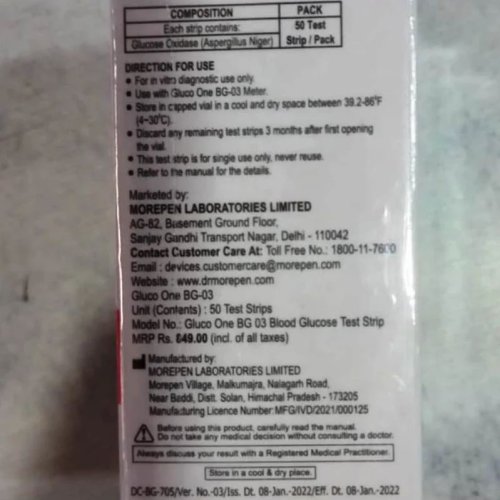 COMPOSITION PACK
Each strip contains: 50 Test
Glucose Oxidase (Aspergillus Niger) Strip / Pack
DIRECTION FOR USE
• For in vitro diagnostic use only.
• Use with Gluco One BG-03 Meter.
• Store in capped vial in a cool and dry space between 39.2-86°F
(4~30°C).
• Discard any remaining test strips 3 months after first opening
the vial.
• This test strip is for single use only, never reuse.
• Refer to the manual for the details.
Marketed by:
MOREPEN LABORATORIES LIMITED
AG-82, Basement Ground Floor,
Sanjay Gandhi Transport Nagar, Delhi - 110042
Contact Customer Care At: Toll Free No.: 1800-11-7600
Email : devices.customercare@morepen.com
Website : www.drmorepen.com
Gluco One BG-03
Unit (Contents) : 50 Test Strips
Model No.: Gluco One BG 03 Blood Glucose Test Strip
MRP Rs. 849.00 (incl. of all taxes)
Manufactured by:
MOREPEN LABORATORIES LIMITED
Morepen Village, Malkumajra, Nalagarh Road,
Near Baddi, Distt. Solan, Himachal Pradesh - 173205
Manufacturing Licence Number: MFG/IVD/2021/000125
Before using this product, carefully read the manual.
Do not take any medical decision without consulting a doctor.
Always discuss your result with a Registered Medical Practitioner.
Store in a cool & dry place.
DC-BG-705/Ver. No.-03/Iss. Dt. 08-Jan.-2022/Eff. Dt. 08-Jan.-2022